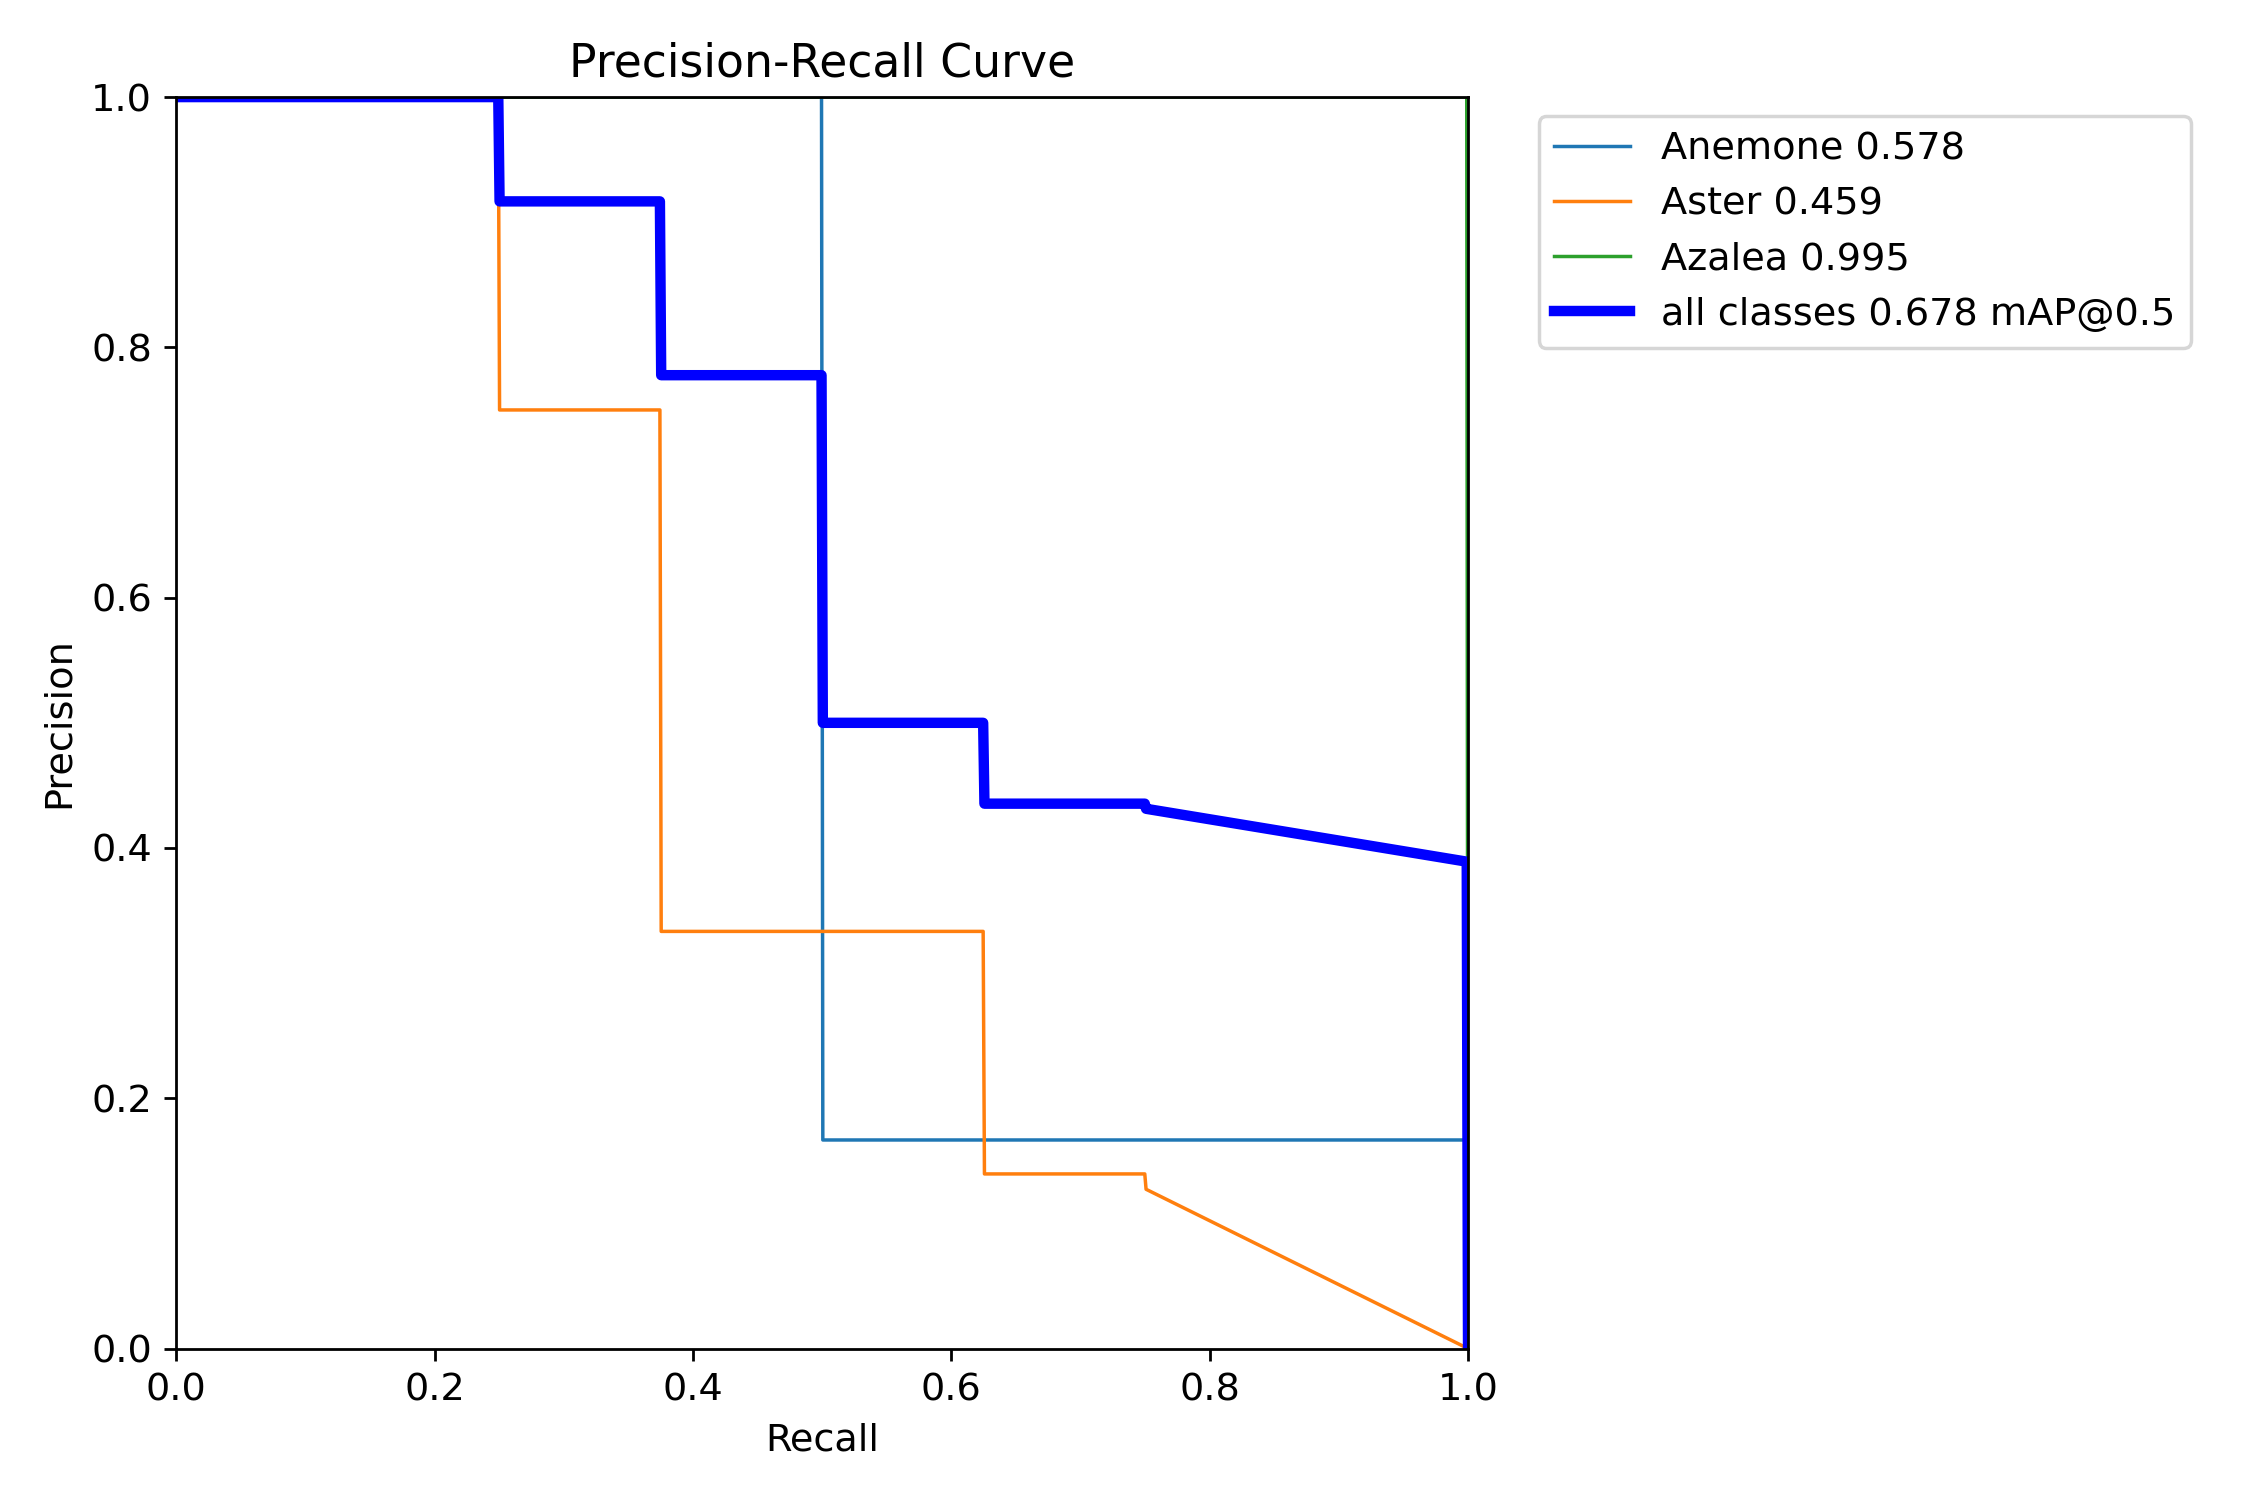 Precision-Recall Curve
1.0
0.8
0.6
0.4
0.2
0.0
Precision
0.0 0.2 0.4 0.6 0.8 1.0
Recall
Anemone 0.578
Aster 0.459
Azalea 0.995
all classes 0.678 mAP@0.5